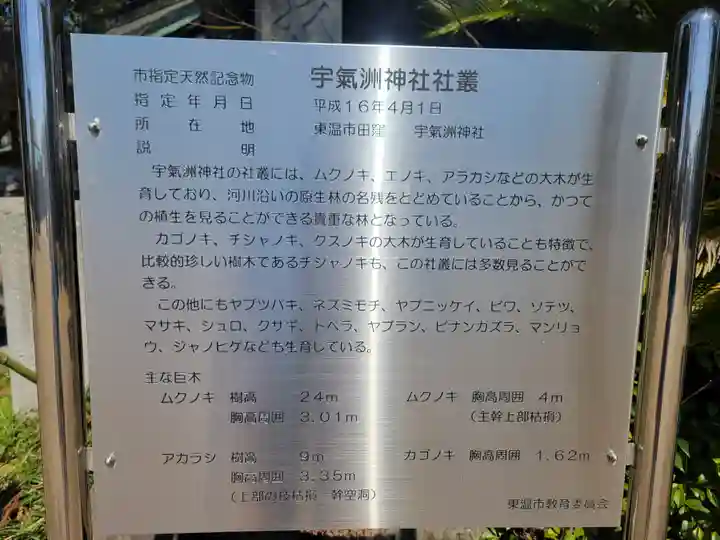 市指定天然記念物　宇氣洲神社社叢
指定年月日　平成16年4月1日
所在地　東温市田窪　宇氣洲神社
説明
宇氣洲神社の社叢には、ムクノキ、エノキ、アラカシなどの大木が生
育しており、河川沿いの原生林の名残をとどめていることから、かつて
の植生を見ることができる貴重な林となっている。
カゴノキ、チシャノキ、クスノキの大木が生育していることも特徴で、
比較的珍しい樹木であるチシャノキも、この社叢には多数見ることがで
きる。
この他にもヤブツバキ、ネズミモチ、ヤブニッケイ、ビワ、ソテツ、
マサキ、シュロ、クサギ、トベラ、ヤブラン、ビナンカズラ、マンリョ
ウ、ジャノヒゲなども生育している。
主な巨木
ムクノキ　樹高　24m　ムクノキ　胸高周囲　4m
胸高周囲　3.01m　（主幹上部枯損）
アカラシ　樹高　9m　カゴノキ　胸高周囲　1.62m
胸高周囲　3.35m
（上部の枝枯損　幹空洞）
東温市教育委員会